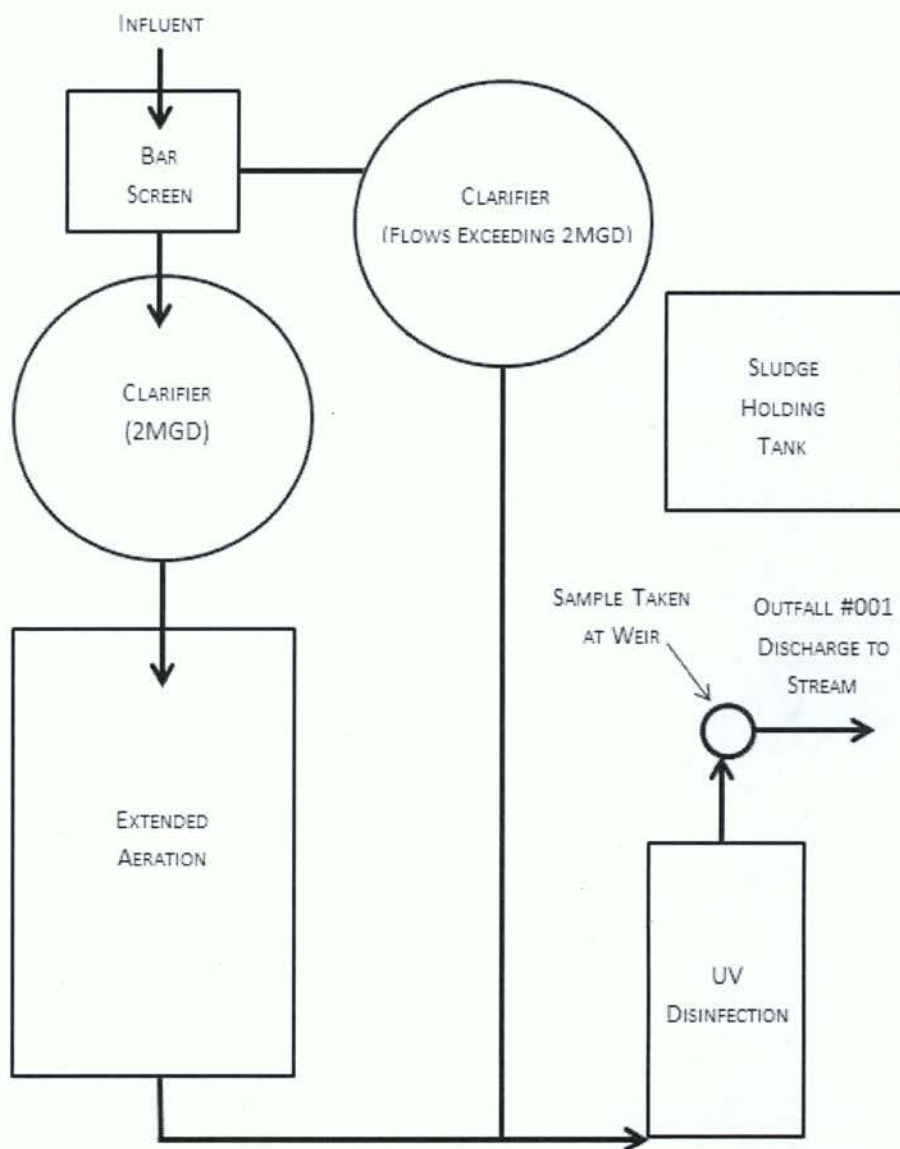 INFLUENT
BAR
SCREEN
CLARIFIER
(FLOWS EXCEEDING 2MGD)
CLARIFIER
(2MGD)
SLUDGE
HOLDING
TANK
SAMPLE TAKEN
AT WEIR
OUTFALL #001
DISCHARGE TO
STREAM
EXTENDED
AERATION
UV
DISINFECTION